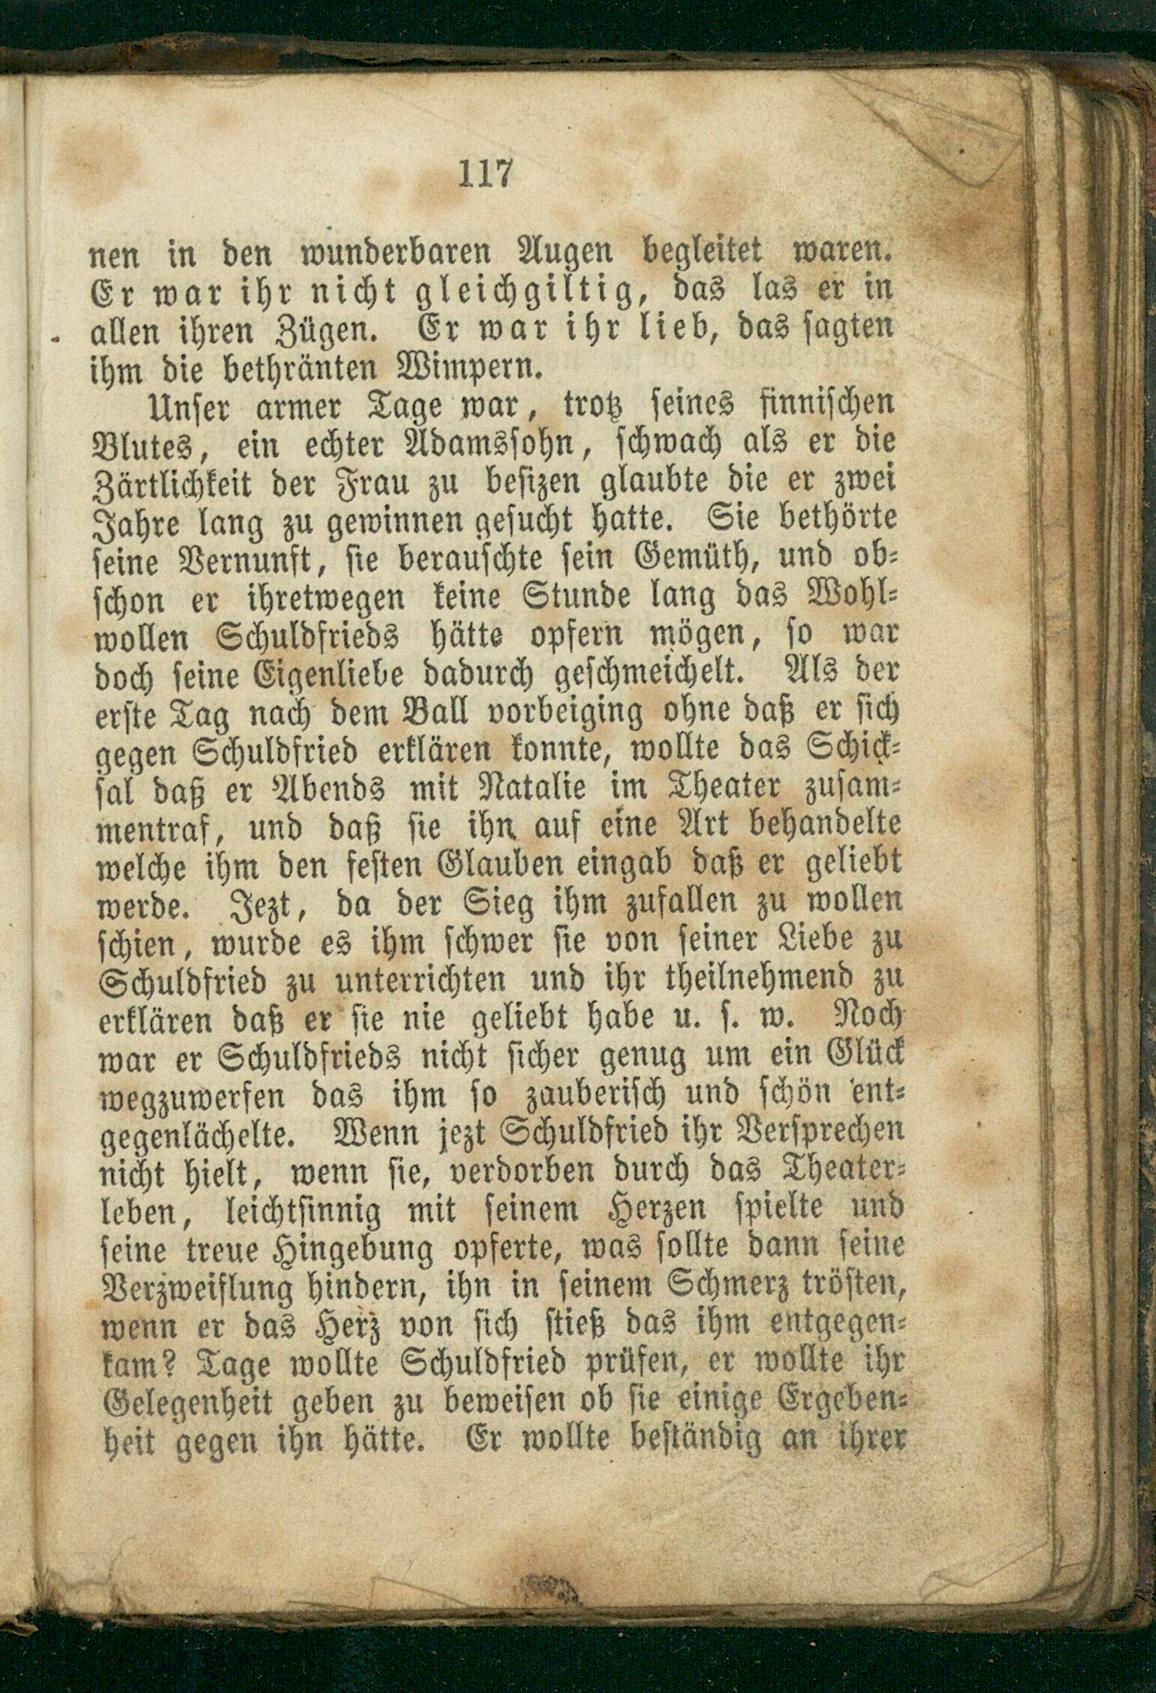 117
nen in den wunderbaren Augen begleitet waren.
Er war ihr nicht gleichgiltig, das las er in
allen ihren Zügen. Er war ihr lieb, das sagten
ihm die bethränten Wimpern.
Unser armer Tage war, trotz seines finnischen
Blutes, ein echter Adamssohn, schwach als er die
Zärtlichkeit der Frau zu besizen glaubte die er zwei
Jahre lang zu gewinnen gesucht hatte. Sie bethörte
seine Vernunft, sie berauschte sein Gemüth, und ob-
schon er ihretwegen keine Stunde lang das Wohl-
wollen Schuldfrieds hätte opfern mögen, so war
doch seine Eigenliebe dadurch geschmeichelt. Als der
erste Tag nach dem Ball vorbeiging ohne daß er sich
gegen Schuldfried erklären konnte, wollte das Schick-
sal daß er Abends mit Natalie im Theater zusam-
mentraf, und daß sie ihn auf eine Art behandelte
welche ihm den festen Glauben eingab daß er geliebt
werde. Jezt, da der Sieg ihm zufallen zu wollen
schien, wurde es ihm schwer sie von seiner Liebe zu
Schuldfried zu unterrichten und ihr theilnehmend zu
erklären daß er sie nie geliebt habe u. s. w. Noch
war er Schuldfrieds nicht sicher genug um ein Glück
wegzuwerfen das ihm so zauberisch und schön ent-
gegenlächelte. Wenn jezt Schuldfried ihr Versprechen
nicht hielt, wenn sie, verdorben durch das Theater-
leben, leichtsinnig mit seinem Herzen spielte und
seine treue Hingebung opferte, was sollte dann seine
Verzweiflung hindern, ihn in seinem Schmerz trösten,
wenn er das Herz von sich stieß das ihm entgegen-
kam? Tage wollte Schuldfried prüfen, er wollte ihr
Gelegenheit geben zu beweisen ob sie einige Ergeben-
heit gegen ihn hätte. Er wollte beständig an ihrer